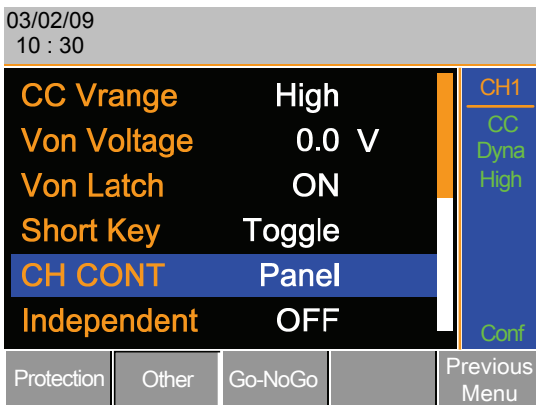 03/02/09
10 : 30
CC Vrange High
Von Voltage 0.0 V
Von Latch ON
Short Key Toggle
CH CONT Panel
Independent OFF
CH1
CC
Dyna
High
Conf
Protection
Other
Go-NoGo
Previous
Menu